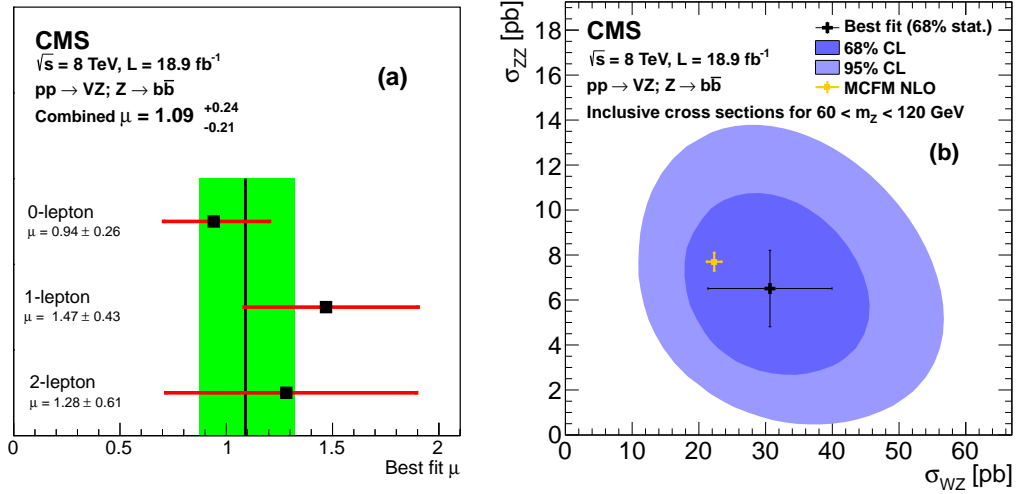 CMS
√s = 8 TeV, L = 18.9 fb⁻¹
pp → VZ; Z → bb̅
Combined μ = 1.09 +0.24 -0.21
(a)
0-lepton
μ = 0.94 ± 0.26
1-lepton
μ = 1.47 ± 0.43
2-lepton
μ = 1.28 ± 0.61
0 0.5 1 1.5 2
Best fit μ
σZZ [pb]
18
16
14
12
10
8
6
4
2
0
CMS
√s = 8 TeV, L = 18.9 fb⁻¹
pp → VZ; Z → bb̅
Inclusive cross sections for 60 < mZ < 120 GeV
Best fit (68% stat.)
68% CL
95% CL
MCFM NLO
(b)
0 10 20 30 40 50 60
σWZ [pb]